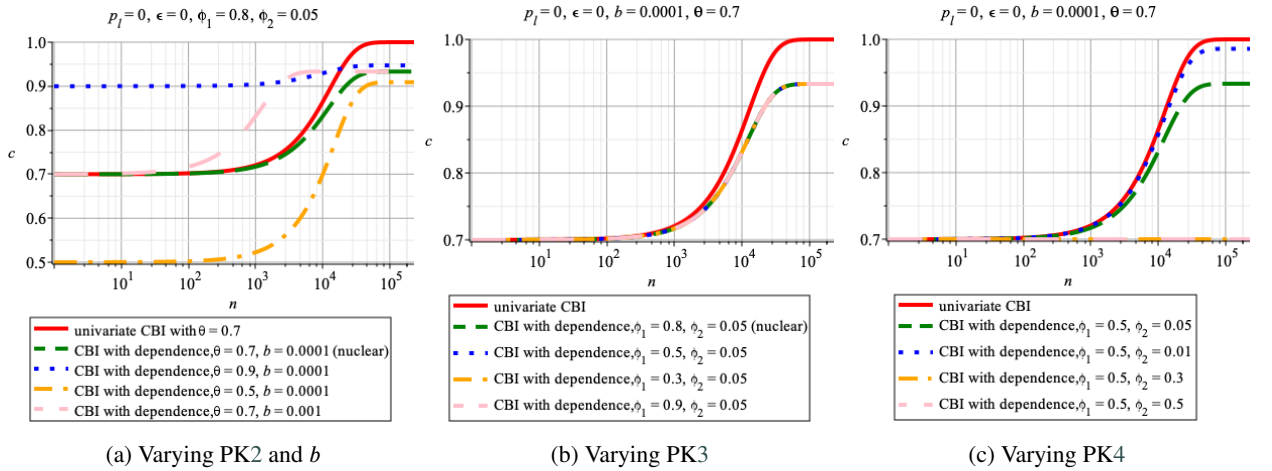 p_l = 0, ϵ = 0, ϕ_1 = 0.8, ϕ_2 = 0.05
1.0
0.9
0.8
c
0.7
0.6
0.5
10^1 10^2 10^3 10^4 10^5
n
univariate CBI with θ = 0.7
CBI with dependence,θ = 0.7, b = 0.0001 (nuclear)
CBI with dependence,θ = 0.9, b = 0.0001
CBI with dependence,θ = 0.5, b = 0.0001
CBI with dependence,θ = 0.7, b = 0.001
(a) Varying PK2 and b
p_l = 0, ϵ = 0, b = 0.0001, θ = 0.7
1.0
0.9
c
0.8
0.7
10^1 10^2 10^3 10^4 10^5
n
univariate CBI
CBI with dependence,ϕ_1 = 0.8, ϕ_2 = 0.05 (nuclear)
CBI with dependence,ϕ_1 = 0.5, ϕ_2 = 0.05
CBI with dependence,ϕ_1 = 0.3, ϕ_2 = 0.05
CBI with dependence,ϕ_1 = 0.9, ϕ_2 = 0.05
(b) Varying PK3
p_l = 0, ϵ = 0, b = 0.0001, θ = 0.7
1.0
0.9
c
0.8
0.7
10^1 10^2 10^3 10^4 10^5
n
univariate CBI
CBI with dependence,ϕ_1 = 0.5, ϕ_2 = 0.05
CBI with dependence,ϕ_1 = 0.5, ϕ_2 = 0.01
CBI with dependence,ϕ_1 = 0.5, ϕ_2 = 0.3
CBI with dependence,ϕ_1 = 0.5, ϕ_2 = 0.5
(c) Varying PK4